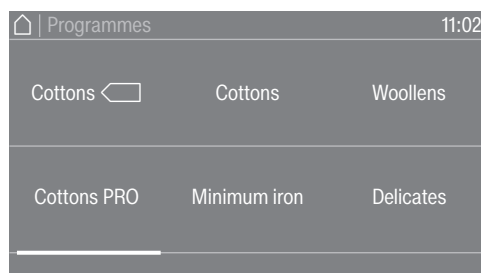 | Programmes 11:02
Cottons Cottons Woollens
Cottons PRO Minimum iron Delicates